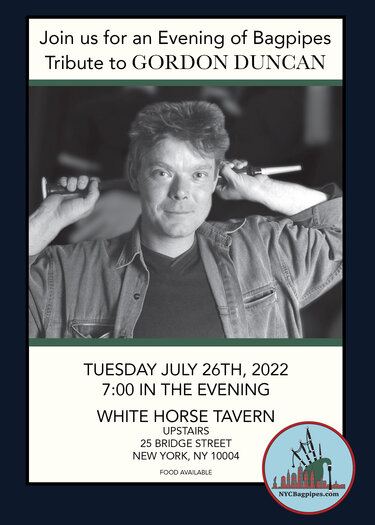 Join us for an Evening of Bagpipes
Tribute to GORDON DUNCAN
TUESDAY JULY 26TH, 2022
7:00 IN THE EVENING
WHITE HORSE TAVERN
UPSTAIRS
25 BRIDGE STREET
NEW YORK, NY 10004
FOOD AVAILABLE
NYCBagpipes.com